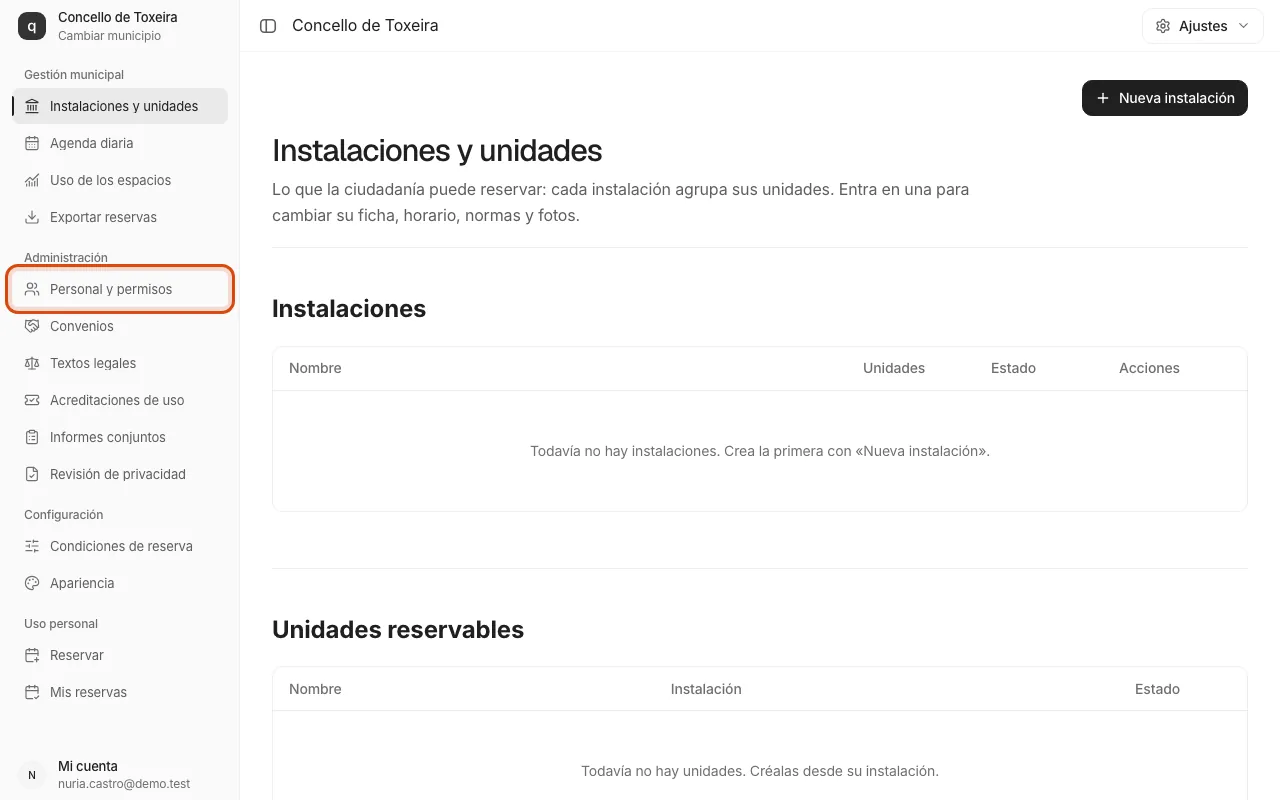 q
Concello de Toxeira
Cambiar municipio
Gestión municipal
Instalaciones y unidades
Agenda diaria
Uso de los espacios
Exportar reservas
Administración
Personal y permisos
Convenios
Textos legales
Acreditaciones de uso
Informes conjuntos
Revisión de privacidad
Configuración
Condiciones de reserva
Apariencia
Uso personal
Reservar
Mis reservas
N
Mi cuenta
nuria.castro@demo.test
Concello de Toxeira
Ajustes
Nueva instalación
Instalaciones y unidades
Lo que la ciudadanía puede reservar: cada instalación agrupa sus unidades. Entra en una para
cambiar su ficha, horario, normas y fotos.
Instalaciones
Nombre Unidades Estado Acciones
Todavía no hay instalaciones. Crea la primera con «Nueva instalación».
Unidades reservables
Nombre Instalación Estado
Todavía no hay unidades. Créalas desde su instalación.